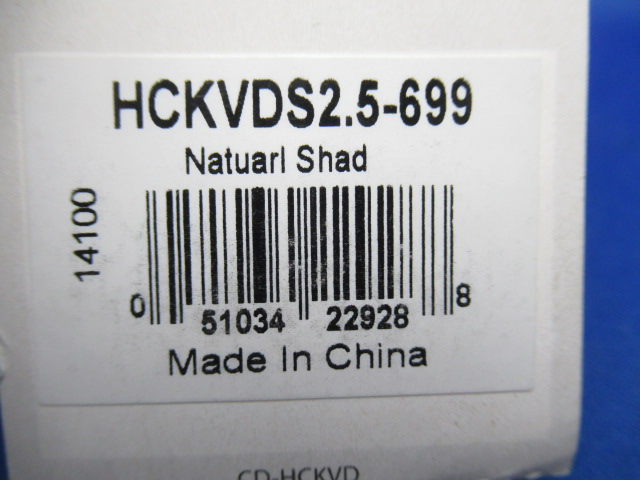 HCKVDS2.5-699
Natuarl Shad
14100
0 51034 22928 8
Made In China
CD-HCKVD